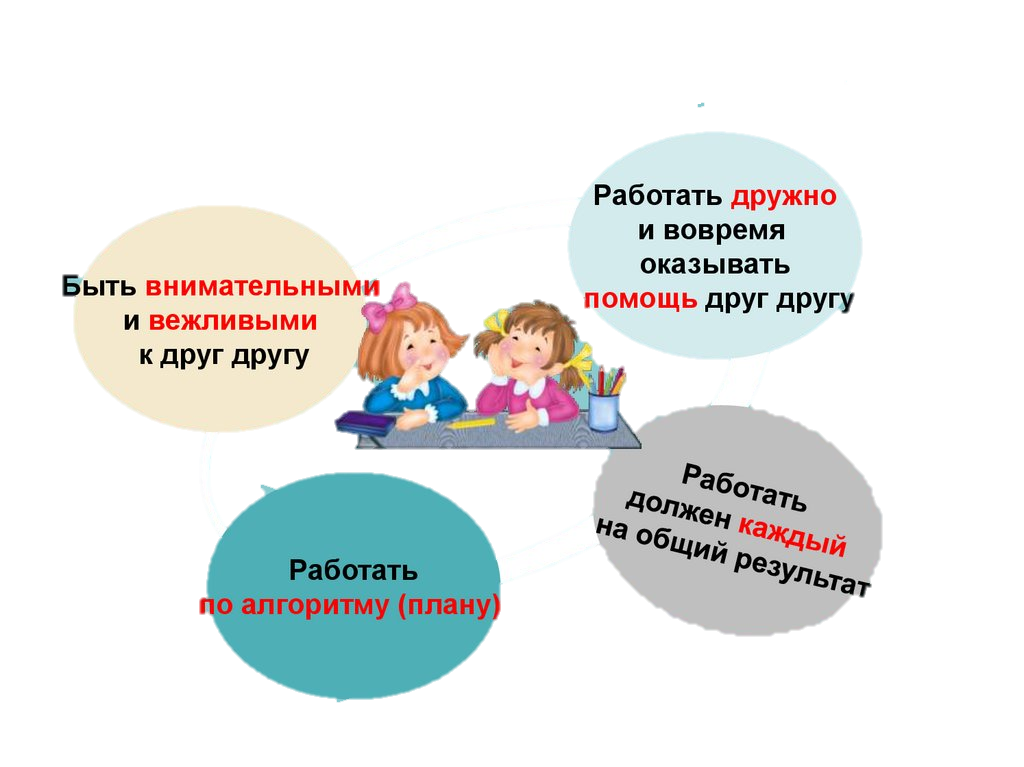 Работать дружно
и вовремя
оказывать
помощь друг другу
Быть внимательными
и вежливыми
к друг другу
Работать
должен каждый
на общий результат
Работать
по алгоритму (плану)